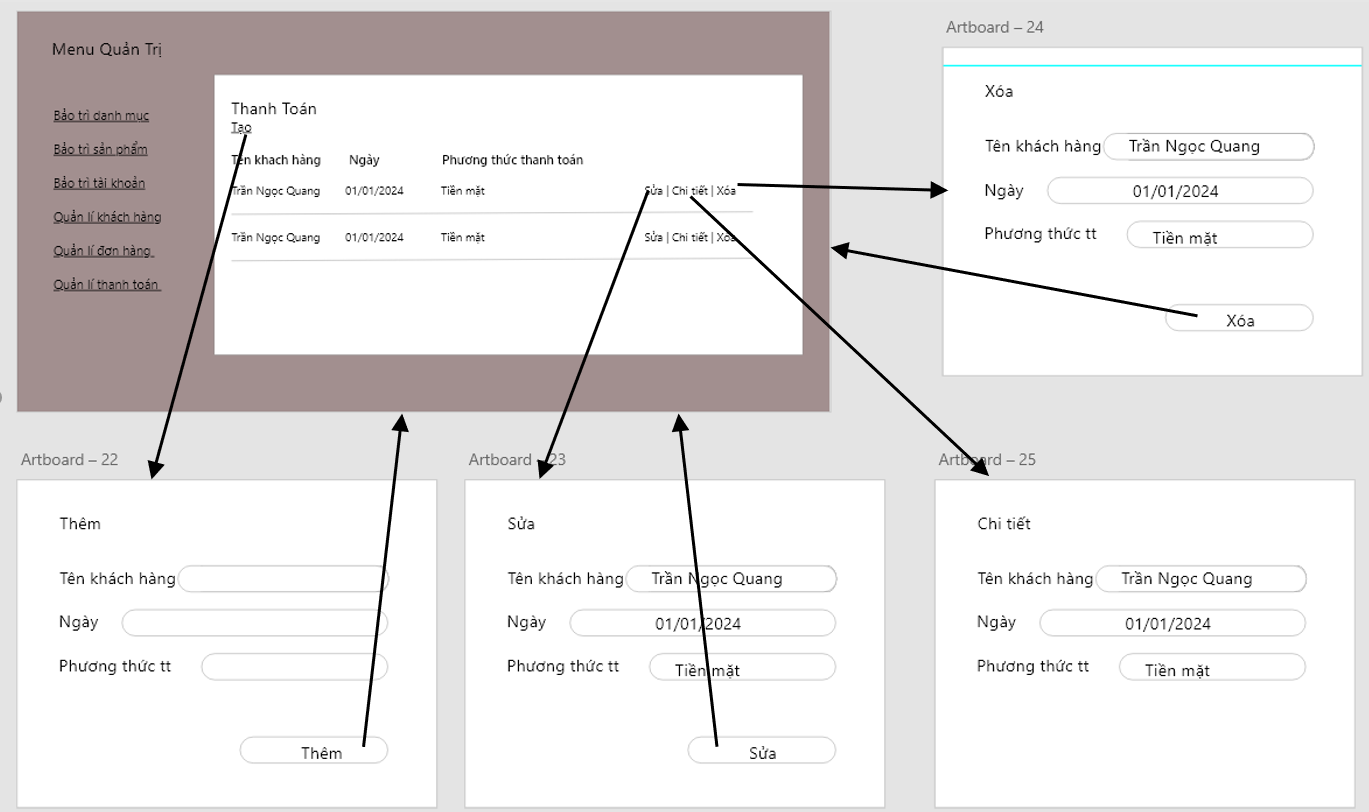 Menu Quản Trị
Bảo trì danh mục
Bảo trì sản phẩm
Bảo trì tài khoản
Quản lí khách hàng
Quản lí đơn hàng
Quản lí thanh toán
Thanh Toán
Tạo
Tên khach hàng Ngày Phương thức thanh toán
Trần Ngọc Quang 01/01/2024 Tiền mặt Sửa | Chi tiết | Xóa
Trần Ngọc Quang 01/01/2024 Tiền mặt Sửa | Chi tiết | Xóa
Artboard – 24
Xóa
Tên khách hàng Trần Ngọc Quang
Ngày 01/01/2024
Phương thức tt Tiền mặt
Xóa
Artboard – 22
Thêm
Tên khách hàng
Ngày
Phương thức tt
Thêm
Artboard – 23
Sửa
Tên khách hàng Trần Ngọc Quang
Ngày 01/01/2024
Phương thức tt Tiền mặt
Sửa
Artboard – 25
Chi tiết
Tên khách hàng Trần Ngọc Quang
Ngày 01/01/2024
Phương thức tt Tiền mặt